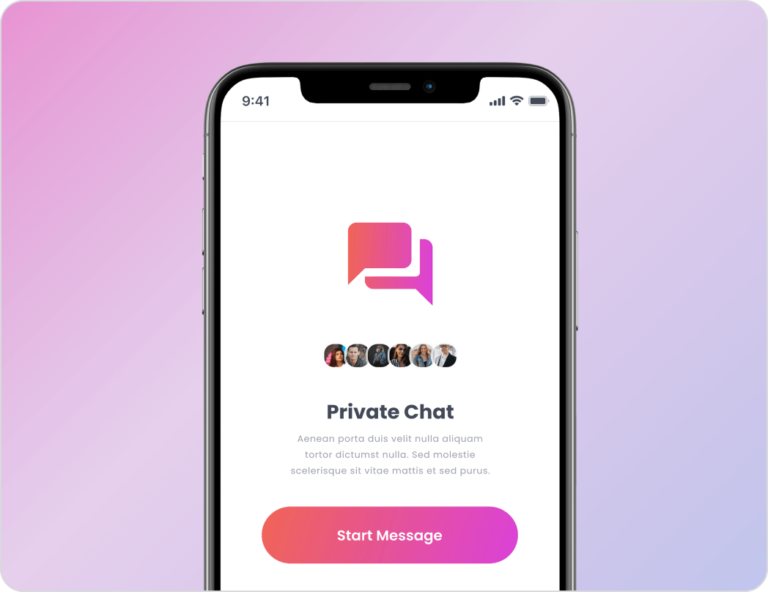 9:41
Private Chat
Aenean porta duis velit nulla aliquam
tortor dictumst nulla. Sed molestie
scelerisque sit vitae mattis et sed purus.
Start Message